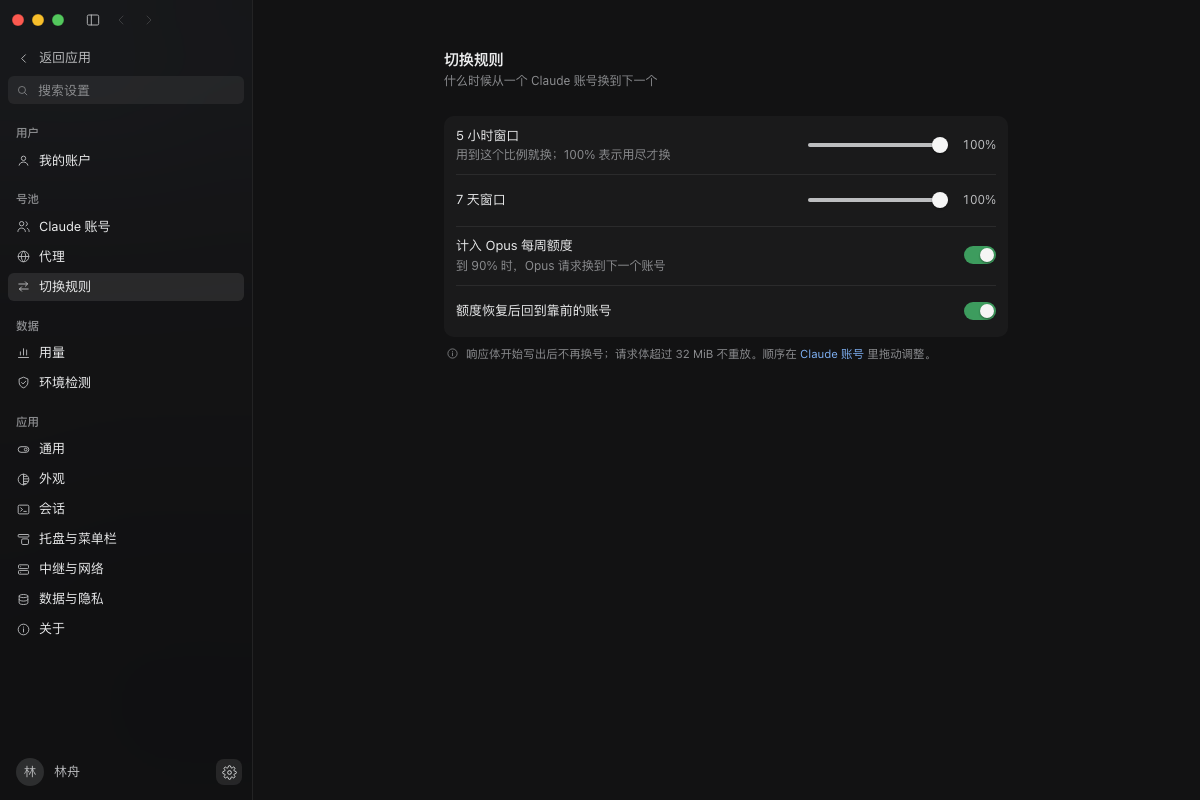 返回应用
搜索设置
用户
我的账户
号池
Claude 账号
代理
切换规则
数据
用量
环境检测
应用
通用
外观
会话
托盘与菜单栏
中继与网络
数据与隐私
关于
林 林舟
切换规则
什么时候从一个 Claude 账号换到下一个
5 小时窗口
用到这个比例就换；100% 表示用尽才换
100%
7 天窗口
100%
计入 Opus 每周额度
到 90% 时，Opus 请求换到下一个账号
额度恢复后回到靠前的账号
响应体开始写出后不再换号；请求体超过 32 MiB 不重放。顺序在 Claude 账号 里拖动调整。